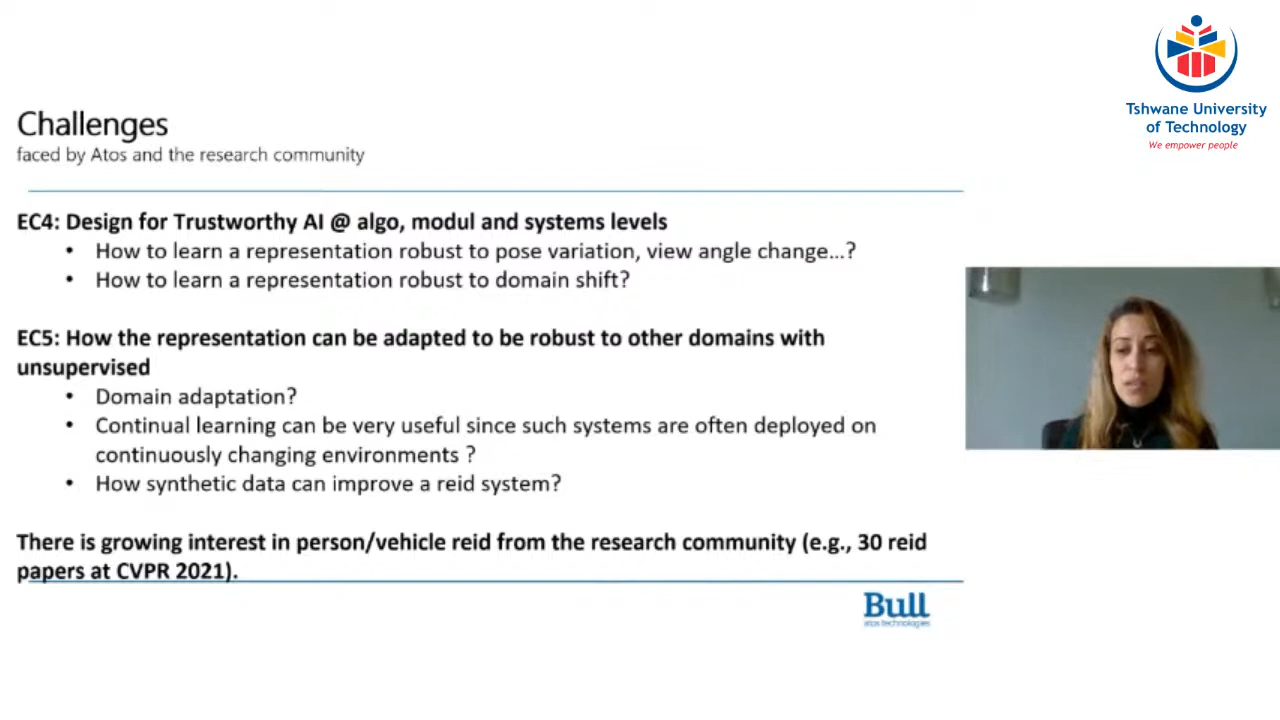 Tshwane University
of Technology
We empower people
Challenges
faced by Atos and the research community
EC4: Design for Trustworthy AI @ algo, modul and systems levels
• How to learn a representation robust to pose variation, view angle change...?
• How to learn a representation robust to domain shift?
EC5: How the representation can be adapted to be robust to other domains with
unsupervised
• Domain adaptation?
• Continual learning can be very useful since such systems are often deployed on
continuously changing environments ?
• How synthetic data can improve a reid system?
There is growing interest in person/vehicle reid from the research community (e.g., 30 reid
papers at CVPR 2021).
Bull
atos technologies